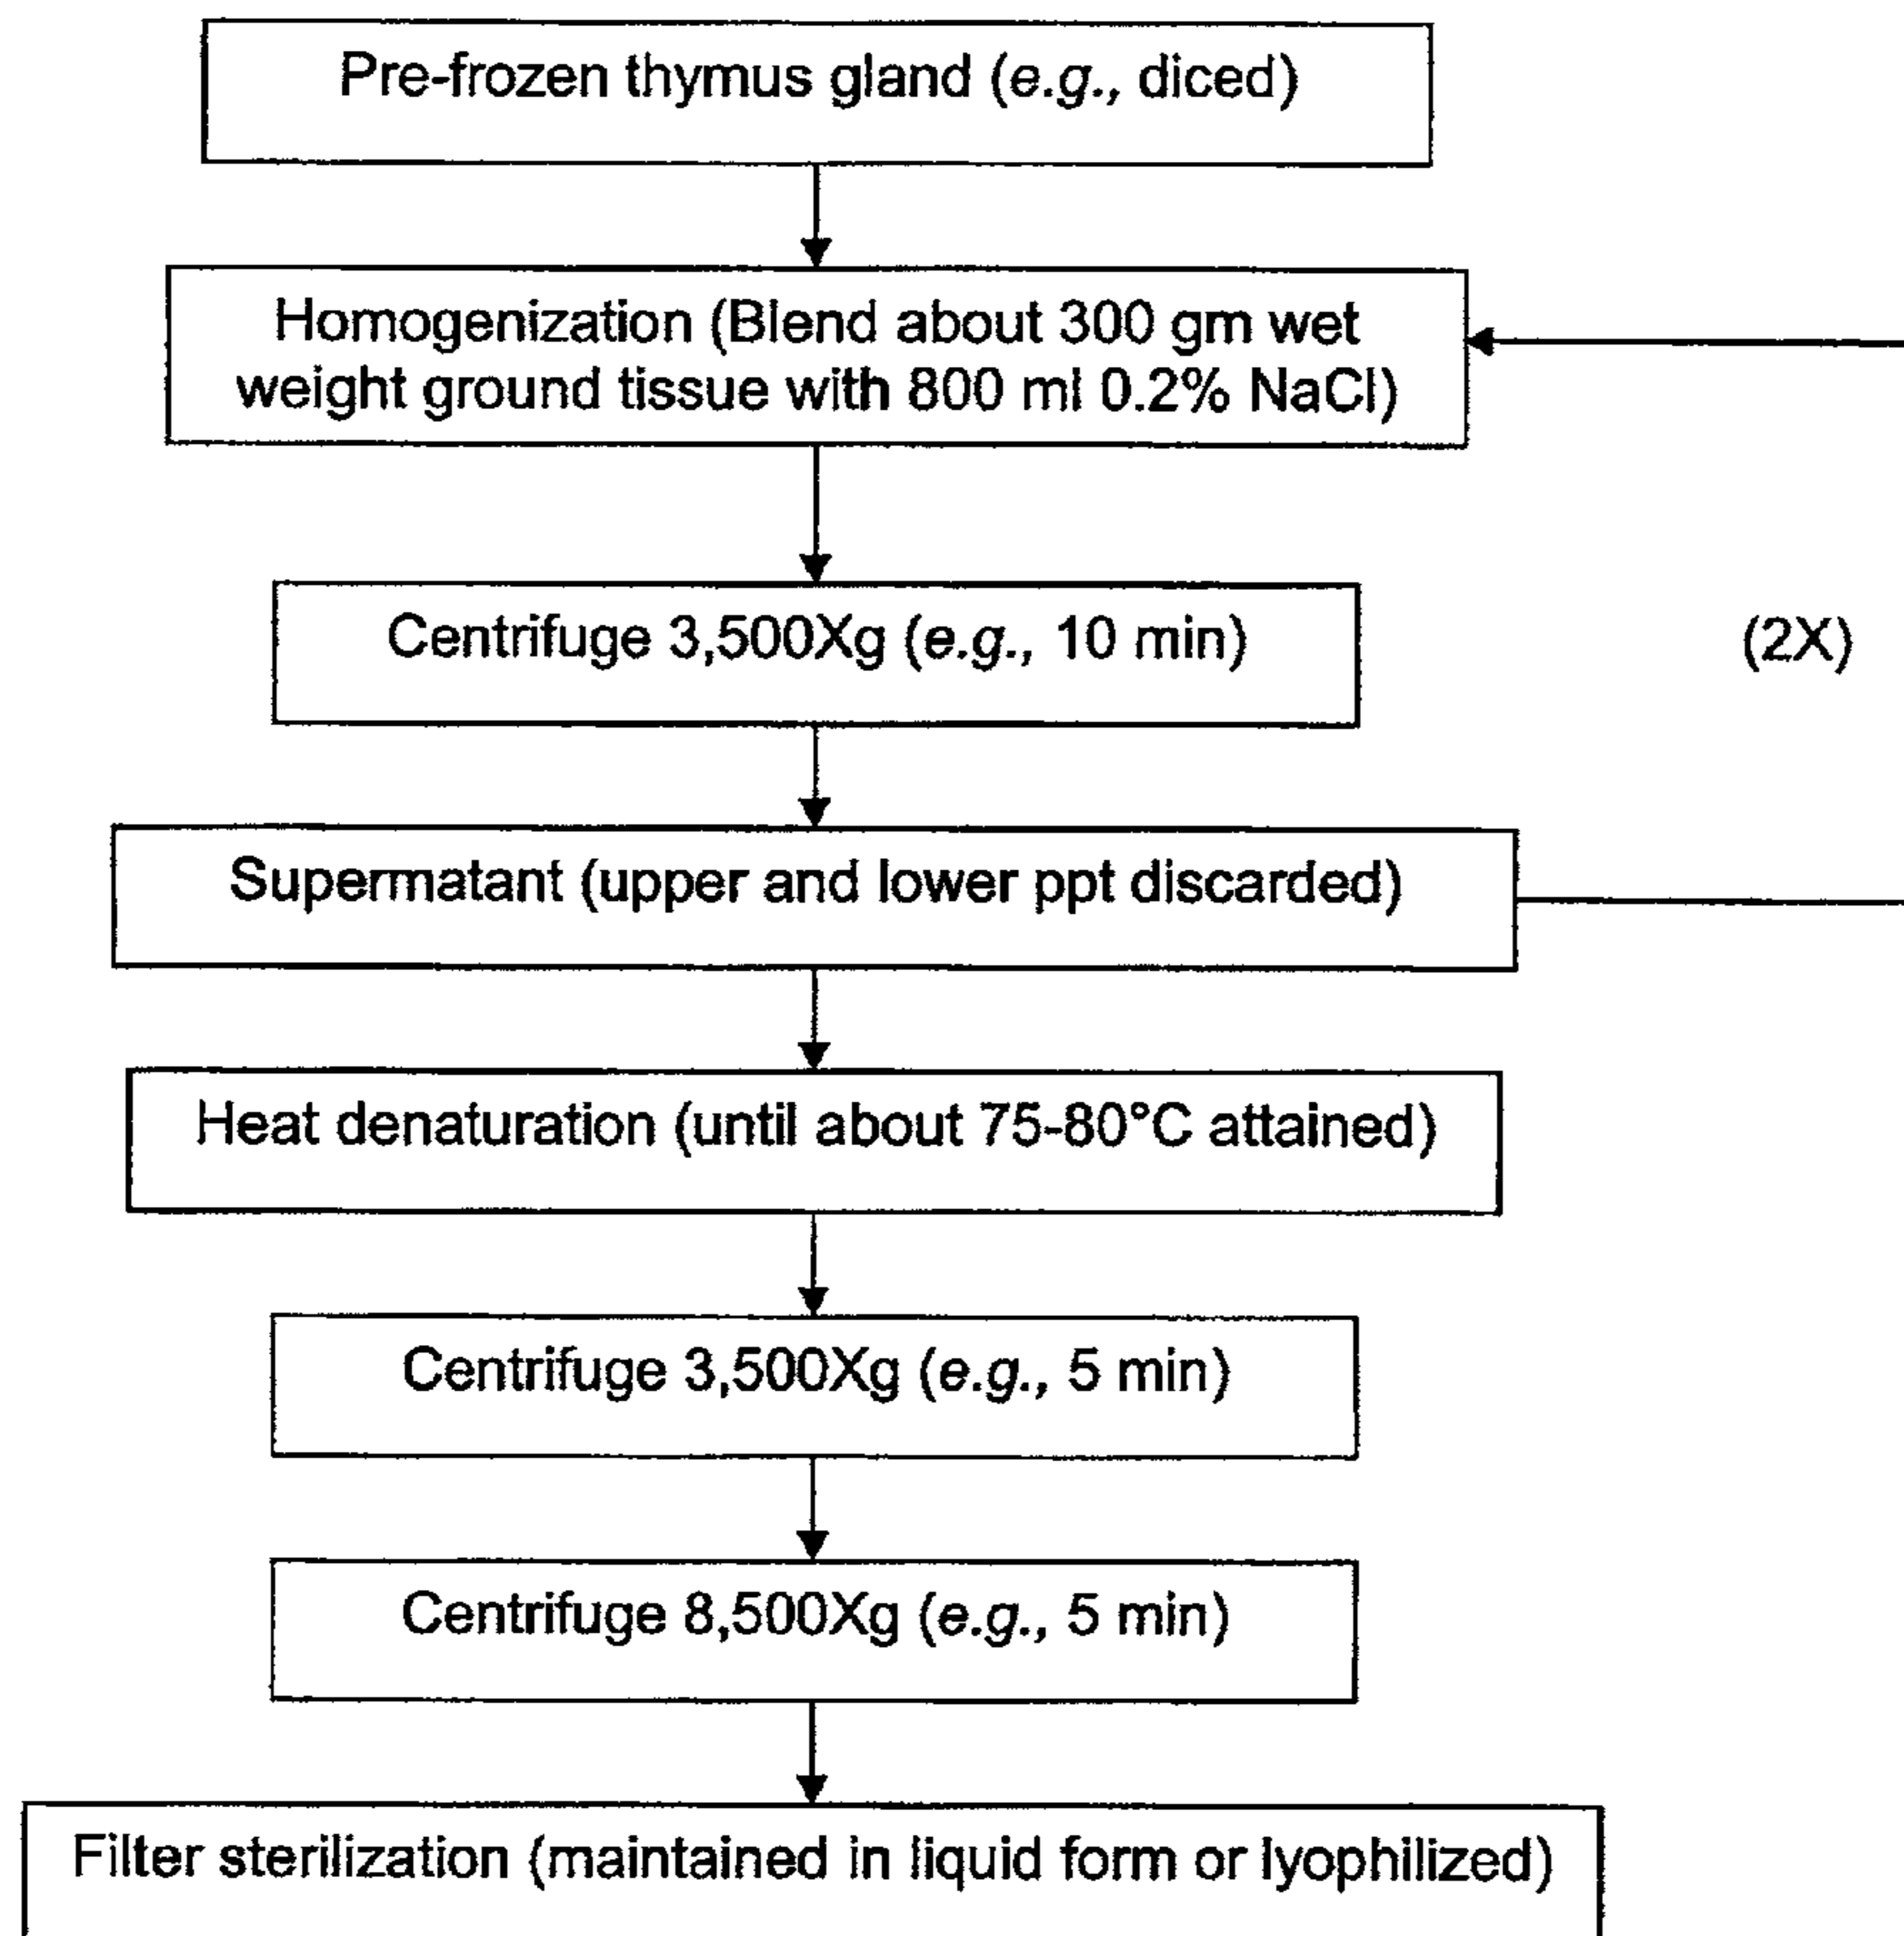 Pre-frozen thymus gland (e.g., diced)
Homogenization (Blend about 300 gm wet
weight ground tissue with 800 ml 0.2% NaCl)
Centrifuge 3,500Xg (e.g., 10 min)
(2X)
Supermatant (upper and lower ppt discarded)
Heat denaturation (until about 75-80°C attained)
Centrifuge 3,500Xg (e.g., 5 min)
Centrifuge 8,500Xg (e.g., 5 min)
Filter sterilization (maintained in liquid form or lyophilized)